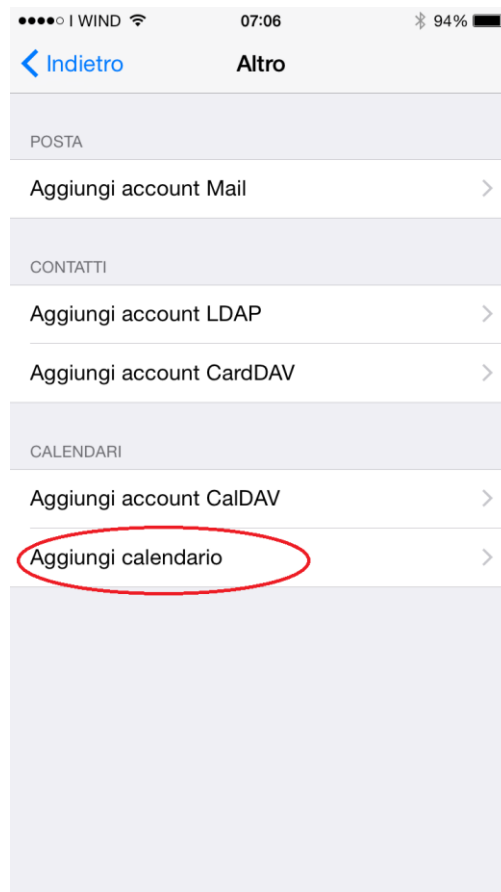 I WIND 07:06 94%
Indietro Altro
POSTA
Aggiungi account Mail
CONTATTI
Aggiungi account LDAP
Aggiungi account CardDAV
CALENDARI
Aggiungi account CalDAV
Aggiungi calendario